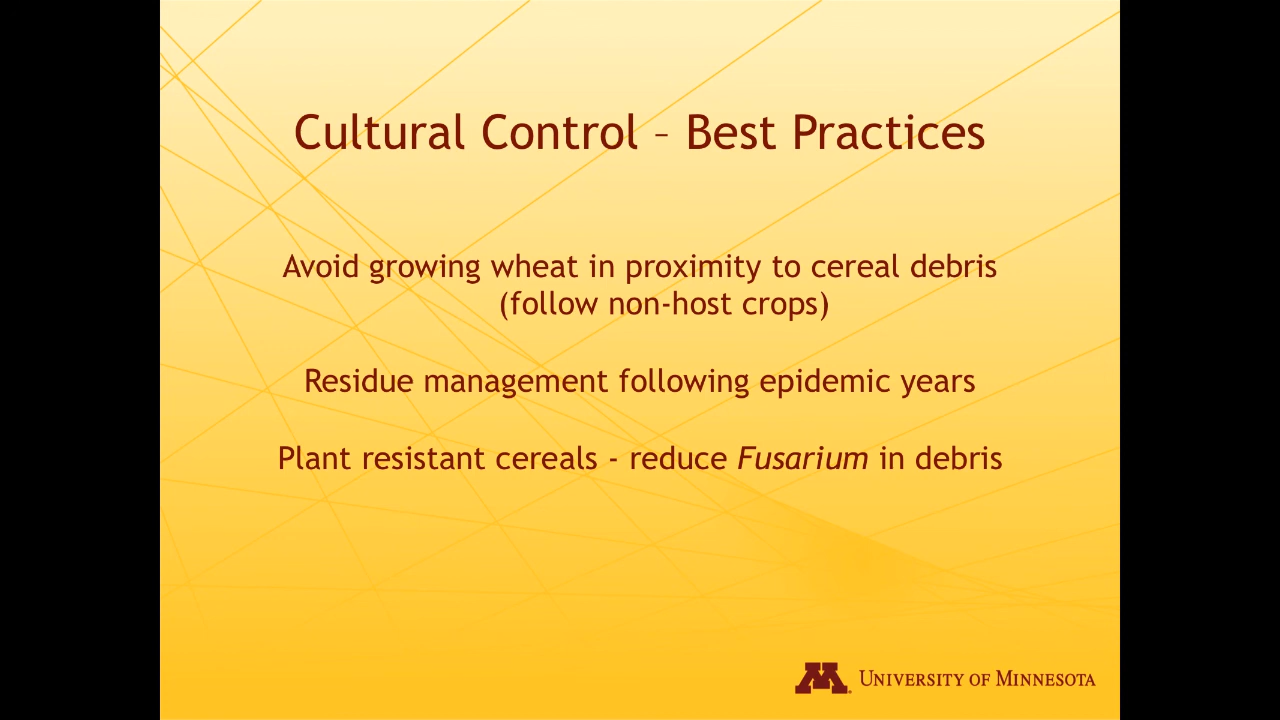 Cultural Control – Best Practices
Avoid growing wheat in proximity to cereal debris
(follow non-host crops)
Residue management following epidemic years
Plant resistant cereals - reduce Fusarium in debris
M University of Minnesota